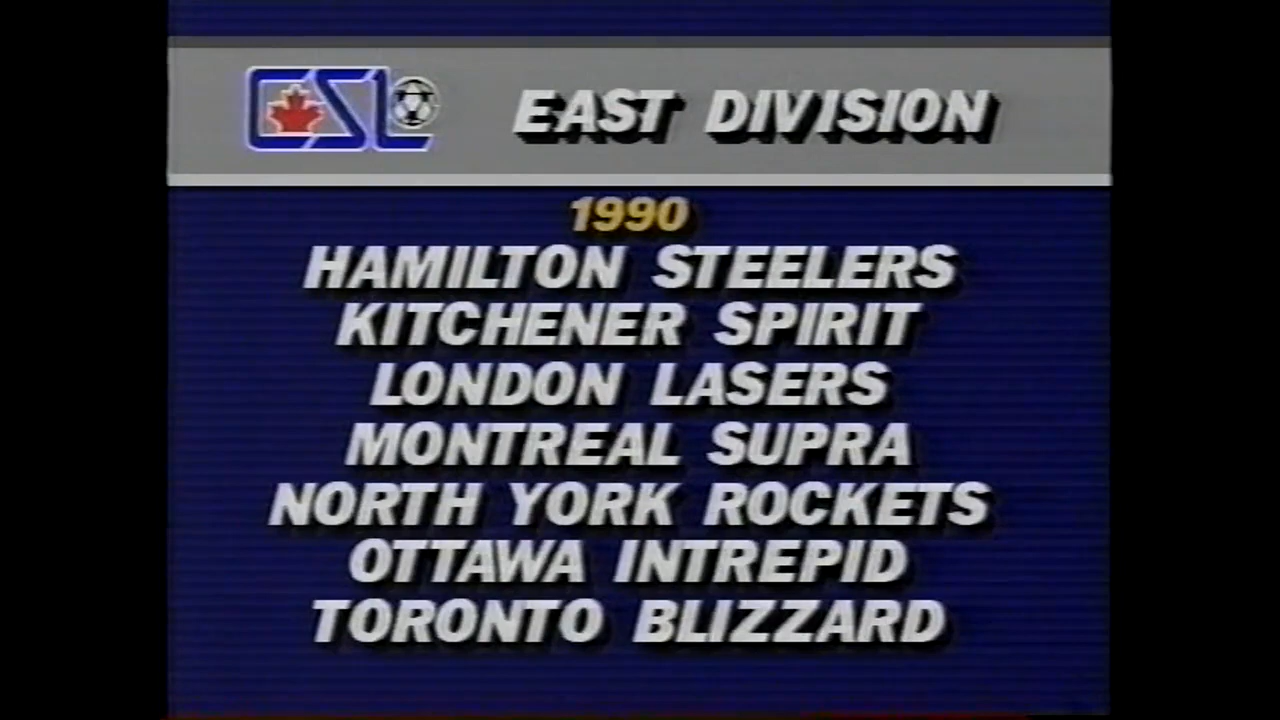 CSL EAST DIVISION
1990
HAMILTON STEELERS
KITCHENER SPIRIT
LONDON LASERS
MONTREAL SUPRA
NORTH YORK ROCKETS
OTTAWA INTREPID
TORONTO BLIZZARD